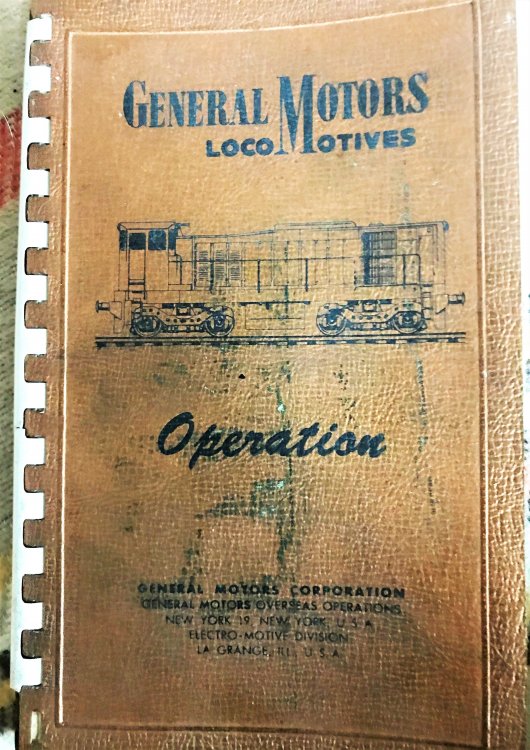 GENERAL MOTORS
LOCOMOTIVES
Operation
GENERAL MOTORS CORPORATION
GENERAL MOTORS OVERSEAS OPERATIONS
NEW YORK 19, NEW YORK, U. S. A.
ELECTRO-MOTIVE DIVISION
LA GRANGE, ILL., U. S. A.